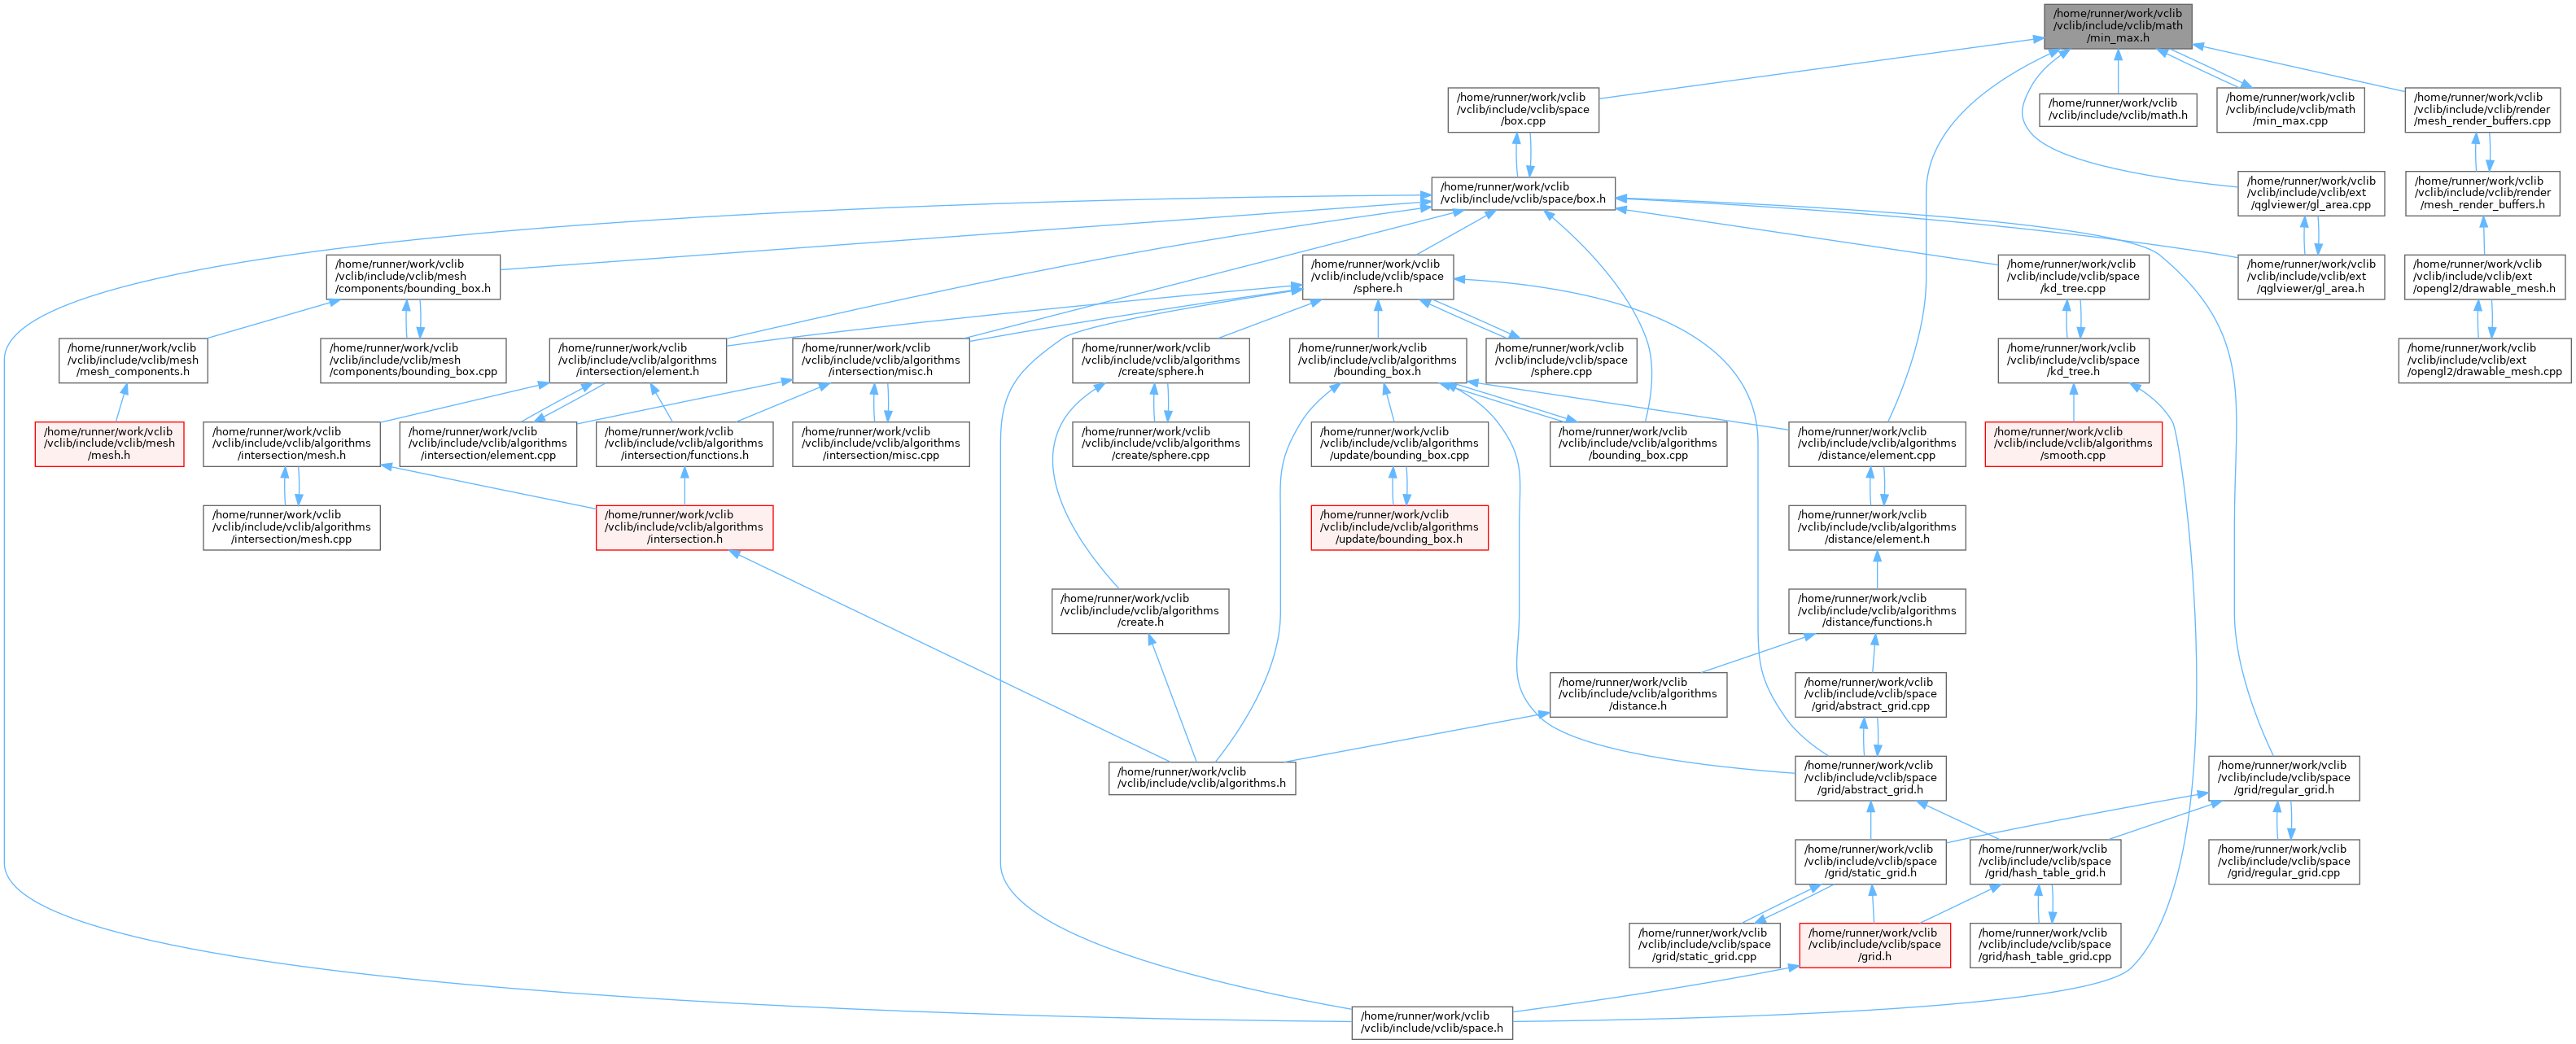 /home/runner/work/vclib
/vclib/include/vclib/math
/min_max.h
/home/runner/work/vclib
/vclib/include/vclib/space
/box.cpp
/home/runner/work/vclib
/vclib/include/vclib/math.h
/home/runner/work/vclib
/vclib/include/vclib/math
/min_max.cpp
/home/runner/work/vclib
/vclib/include/vclib/render
/mesh_render_buffers.cpp
/home/runner/work/vclib
/vclib/include/vclib/space/box.h
/home/runner/work/vclib
/vclib/include/vclib/ext
/qglviewer/gl_area.cpp
/home/runner/work/vclib
/vclib/include/vclib/render
/mesh_render_buffers.h
/home/runner/work/vclib
/vclib/include/vclib/mesh
/components/bounding_box.h
/home/runner/work/vclib
/vclib/include/vclib/space
/sphere.h
/home/runner/work/vclib
/vclib/include/vclib/space
/kd_tree.cpp
/home/runner/work/vclib
/vclib/include/vclib/ext
/qglviewer/gl_area.h
/home/runner/work/vclib
/vclib/include/vclib/ext
/opengl2/drawable_mesh.h
/home/runner/work/vclib
/vclib/include/vclib/mesh
/mesh_components.h
/home/runner/work/vclib
/vclib/include/vclib/mesh
/components/bounding_box.cpp
/home/runner/work/vclib
/vclib/include/vclib/algorithms
/intersection/element.h
/home/runner/work/vclib
/vclib/include/vclib/algorithms
/intersection/misc.h
/home/runner/work/vclib
/vclib/include/vclib/algorithms
/create/sphere.h
/home/runner/work/vclib
/vclib/include/vclib/algorithms
/bounding_box.h
/home/runner/work/vclib
/vclib/include/vclib/space
/sphere.cpp
/home/runner/work/vclib
/vclib/include/vclib/space
/kd_tree.h
/home/runner/work/vclib
/vclib/include/vclib/ext
/opengl2/drawable_mesh.cpp
/home/runner/work/vclib
/vclib/include/vclib/mesh
/mesh.h
/home/runner/work/vclib
/vclib/include/vclib/algorithms
/intersection/mesh.h
/home/runner/work/vclib
/vclib/include/vclib/algorithms
/intersection/element.cpp
/home/runner/work/vclib
/vclib/include/vclib/algorithms
/intersection/functions.h
/home/runner/work/vclib
/vclib/include/vclib/algorithms
/intersection/misc.cpp
/home/runner/work/vclib
/vclib/include/vclib/algorithms
/create/sphere.cpp
/home/runner/work/vclib
/vclib/include/vclib/algorithms
/update/bounding_box.cpp
/home/runner/work/vclib
/vclib/include/vclib/algorithms
/bounding_box.cpp
/home/runner/work/vclib
/vclib/include/vclib/algorithms
/distance/element.cpp
/home/runner/work/vclib
/vclib/include/vclib/algorithms
/smooth.cpp
/home/runner/work/vclib
/vclib/include/vclib/algorithms
/intersection/mesh.cpp
/home/runner/work/vclib
/vclib/include/vclib/algorithms
/intersection.h
/home/runner/work/vclib
/vclib/include/vclib/algorithms
/update/bounding_box.h
/home/runner/work/vclib
/vclib/include/vclib/algorithms
/distance/element.h
/home/runner/work/vclib
/vclib/include/vclib/algorithms
/create.h
/home/runner/work/vclib
/vclib/include/vclib/algorithms
/distance/functions.h
/home/runner/work/vclib
/vclib/include/vclib/algorithms
/distance.h
/home/runner/work/vclib
/vclib/include/vclib/space
/grid/abstract_grid.cpp
/home/runner/work/vclib
/vclib/include/vclib/algorithms.h
/home/runner/work/vclib
/vclib/include/vclib/space
/grid/abstract_grid.h
/home/runner/work/vclib
/vclib/include/vclib/space
/grid/regular_grid.h
/home/runner/work/vclib
/vclib/include/vclib/space
/grid/static_grid.h
/home/runner/work/vclib
/vclib/include/vclib/space
/grid/hash_table_grid.h
/home/runner/work/vclib
/vclib/include/vclib/space
/grid/regular_grid.cpp
/home/runner/work/vclib
/vclib/include/vclib/space
/grid/static_grid.cpp
/home/runner/work/vclib
/vclib/include/vclib/space
/grid.h
/home/runner/work/vclib
/vclib/include/vclib/space
/grid/hash_table_grid.cpp
/home/runner/work/vclib
/vclib/include/vclib/space.h